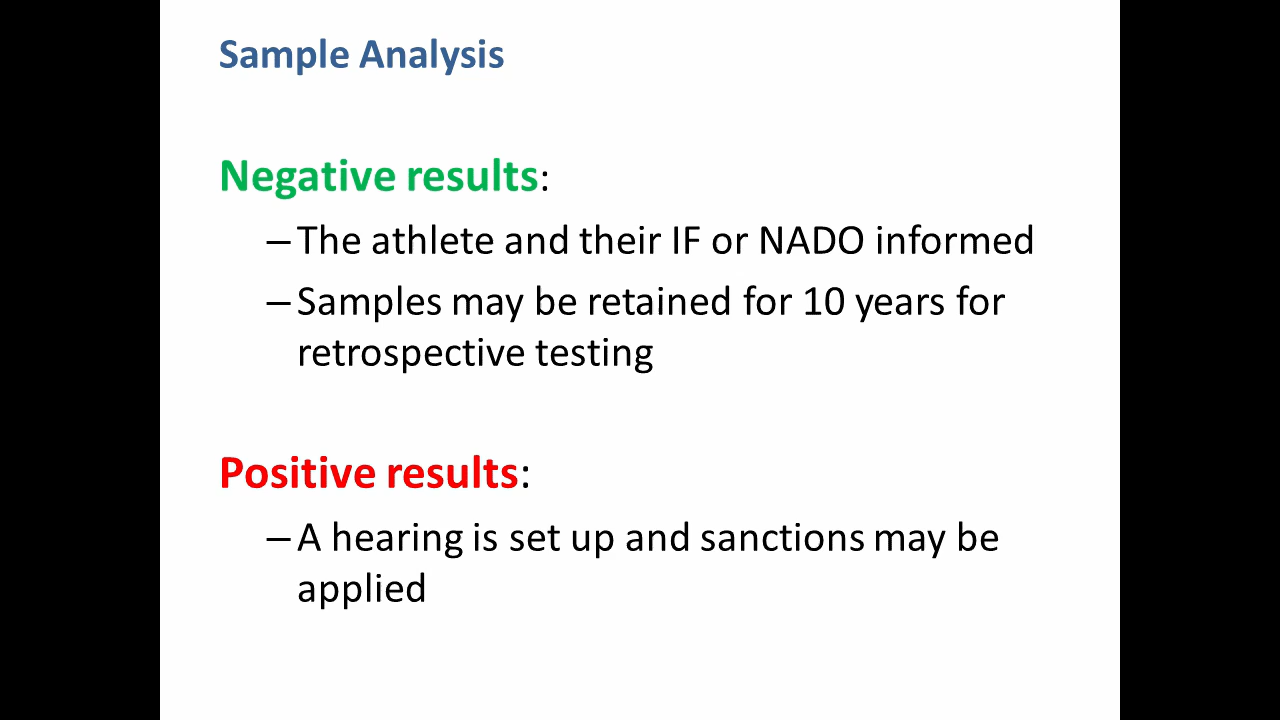 Sample Analysis
Negative results:
– The athlete and their IF or NADO informed
– Samples may be retained for 10 years for
retrospective testing
Positive results:
– A hearing is set up and sanctions may be
applied